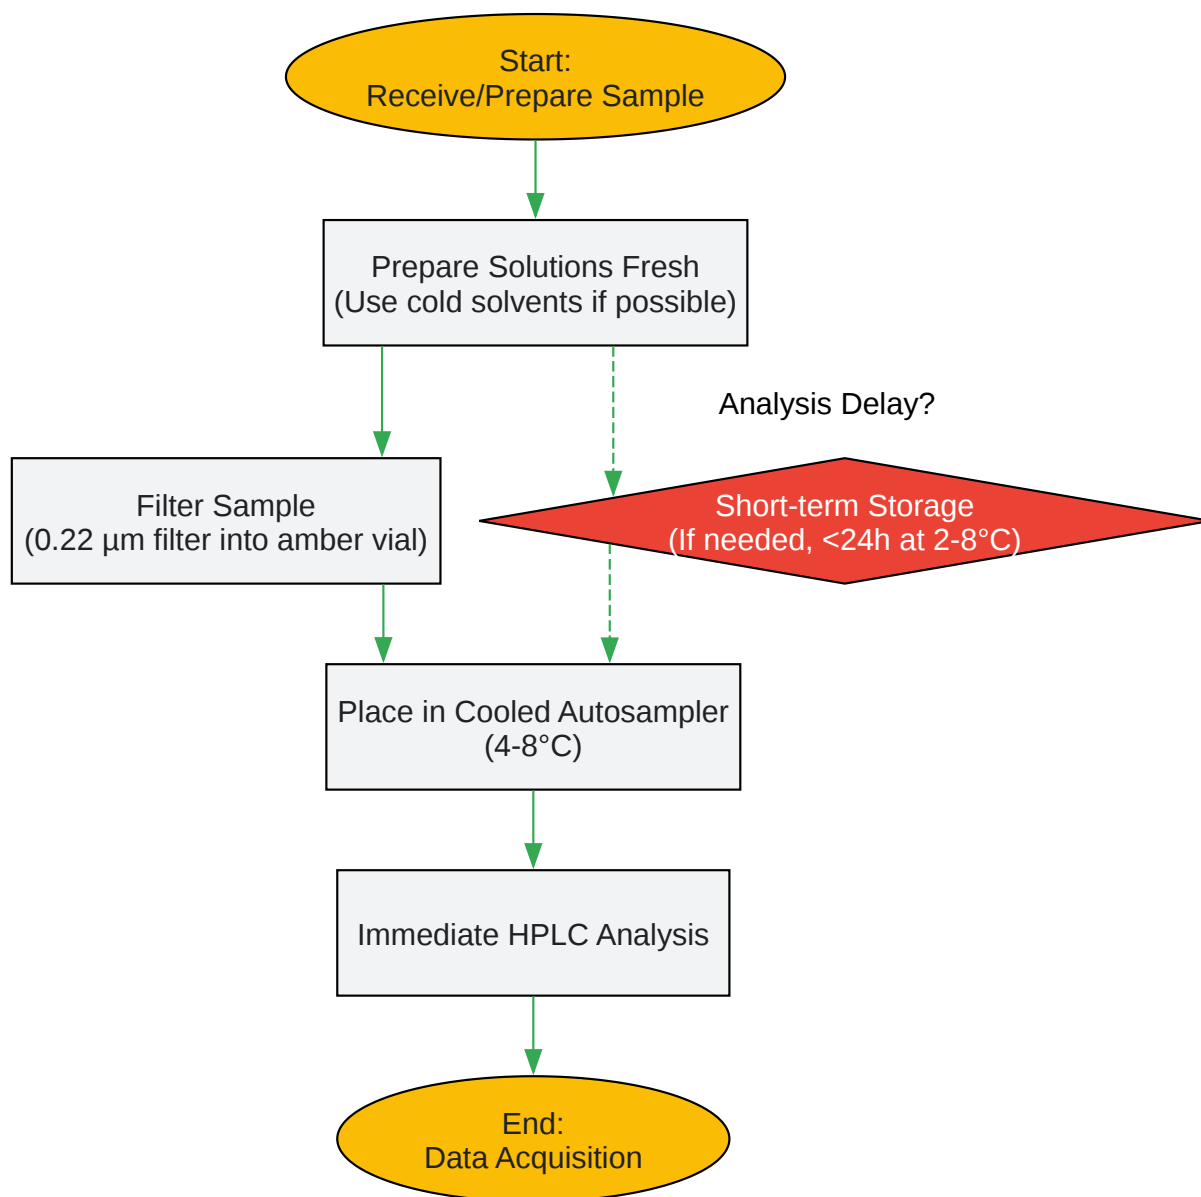 Start:
Receive/Prepare Sample
Prepare Solutions Fresh
(Use cold solvents if possible)
Analysis Delay?
Filter Sample
(0.22 µm filter into amber vial)
Short-term Storage
(If needed, <24h at 2-8°C)
Place in Cooled Autosampler
(4-8°C)
Immediate HPLC Analysis
End:
Data Acquisition